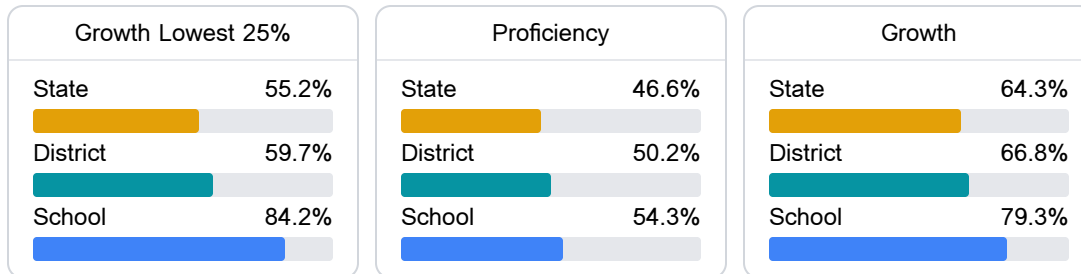 Growth Lowest 25%
State 55.2%
District 59.7%
School 84.2%
Proficiency
State 46.6%
District 50.2%
School 54.3%
Growth
State 64.3%
District 66.8%
School 79.3%